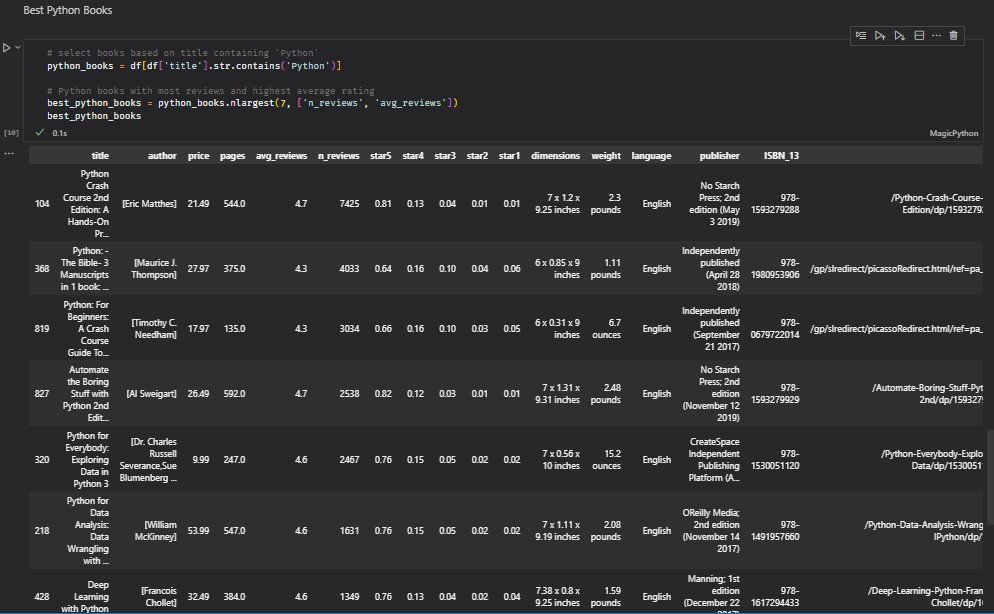 Best Python Books
# select books based on title containing 'Python'
python_books = df[df['title'].str.contains('Python')]
# Python books with most reviews and highest average rating
best_python_books = python_books.nlargest(7, ['n_reviews', 'avg_reviews'])
best_python_books
[10] 0.1s MagicPython
title author price pages avg_reviews n_reviews star5 star4 star3 star2 star1 dimensions weight language publisher ISBN_13
Python
Crash
Course 2nd
Edition: A
Hands-On
Pr...
104 [Eric Matthes] 21.49 544.0 4.7 7425 0.81 0.13 0.04 0.01 0.01
7 x 1.2 x
9.25 inches
2.3
pounds
English
No Starch
Press; 2nd
edition (May
3 2019)
978-
1593279288
/Python-Crash-Course-
Edition/dp/1593279
Python: -
The Bible- 3
Manuscripts
in 1 book: ...
368
[Maurice J.
Thompson]
27.97 375.0 4.3 4033 0.64 0.16 0.10 0.04 0.06
6 x 0.85 x 9
inches
1.11
pounds
English
Independently
published
(April 28
2018)
978-
1980953906
/gp/slredirect/picassoRedirect.html/ref=pa_
Python: For
Beginners:
A Crash
Course
Guide To...
819
[Timothy C.
Needham]
17.97 135.0 4.3 3034 0.66 0.16 0.10 0.03 0.05
6 x 0.31 x 9
inches
6.7
ounces
English
Independently
published
(September
21 2017)
978-
0679722014
/gp/slredirect/picassoRedirect.html/ref=pa_
Automate
the Boring
Stuff with
Python 2nd
Edit...
827 [Al Sweigart] 26.49 592.0 4.7 2538 0.82 0.12 0.03 0.01 0.01
7 x 1.31 x
9.31 inches
2.48
pounds
English
No Starch
Press; 2nd
edition
(November 12
2019)
978-
1593279929
/Automate-Boring-Stuff-Pyt
2nd/dp/159327
Python for
Everybody:
Exploring
Data in
Python 3
320
[Dr. Charles
Russell
Severance,Sue
Blumenberg ...
9.99 247.0 4.6 2467 0.76 0.15 0.05 0.02 0.02
7 x 0.56 x
10 inches
15.2
ounces
English
CreateSpace
Independent
Publishing
Platform (A...
978-
1530051120
/Python-Everybody-Explo
Data/dp/1530051
Python for
Data
Analysis:
Data
Wrangling
with ...
218
[William
McKinney]
53.99 547.0 4.6 1631 0.76 0.15 0.05 0.02 0.02
7 x 1.11 x
9.19 inches
2.08
pounds
English
OReilly Media;
2nd edition
(November 14
2017)
978-
1491957660
/Python-Data-Analysis-Wrang
IPython/dp/
Deep
Learning
with Python
428
[Francois
Chollet]
32.49 384.0 4.6 1349 0.76 0.13 0.04 0.02 0.04
7.38 x 0.8 x
9.25 inches
1.59
pounds
English
Manning; 1st
edition
(December 22
978-
1617294433
/Deep-Learning-Python-Fran
Chollet/dp/1